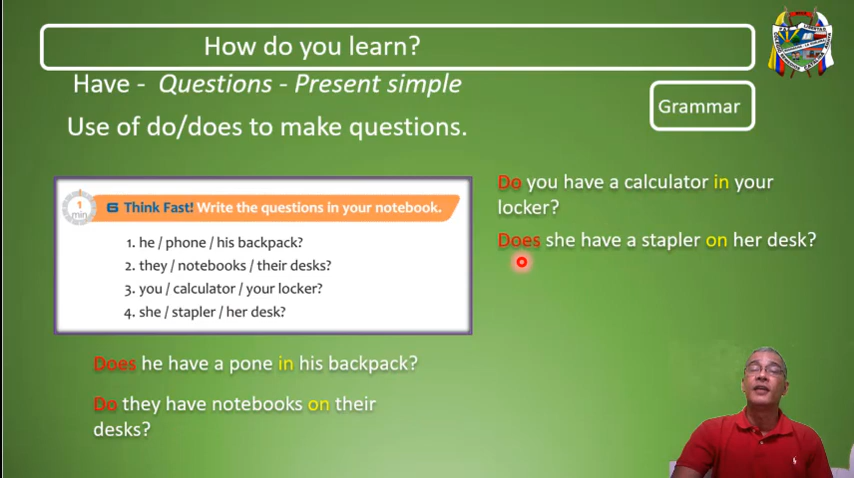 How do you learn?
Have - Questions - Present simple
Grammar
Use of do/does to make questions.
1
min
6 Think Fast! Write the questions in your notebook.
1. he / phone / his backpack?
2. they / notebooks / their desks?
3. you / calculator / your locker?
4. she / stapler / her desk?
Do you have a calculator in your
locker?
Does she have a stapler on her desk?
Does he have a pone in his backpack?
Do they have notebooks on their
desks?